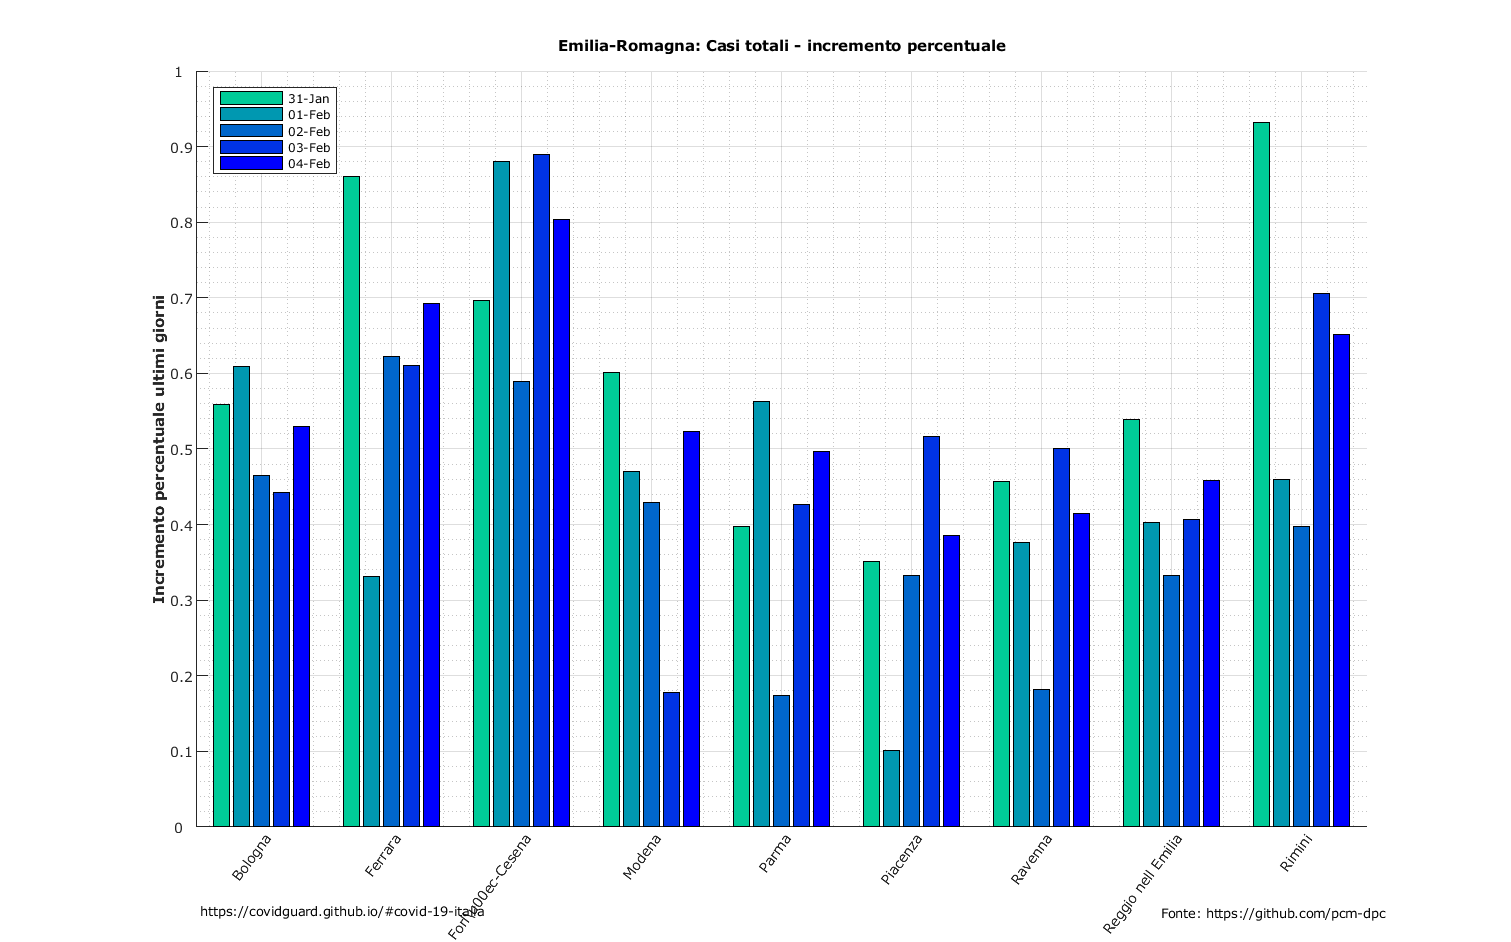 Emilia-Romagna: Casi totali - incremento percentuale
Incremento percentuale ultimi giorni
1
0.9
0.8
0.7
0.6
0.5
0.4
0.3
0.2
0.1
0
31-Jan
01-Feb
02-Feb
03-Feb
04-Feb
Bologna
Ferrara
Modena
Parma
Piacenza
Ravenna
Reggio nell Emilia
Rimini
https://covidguard.github.io/#covid-19-italia
Fonte: https://github.com/pcm-dpc